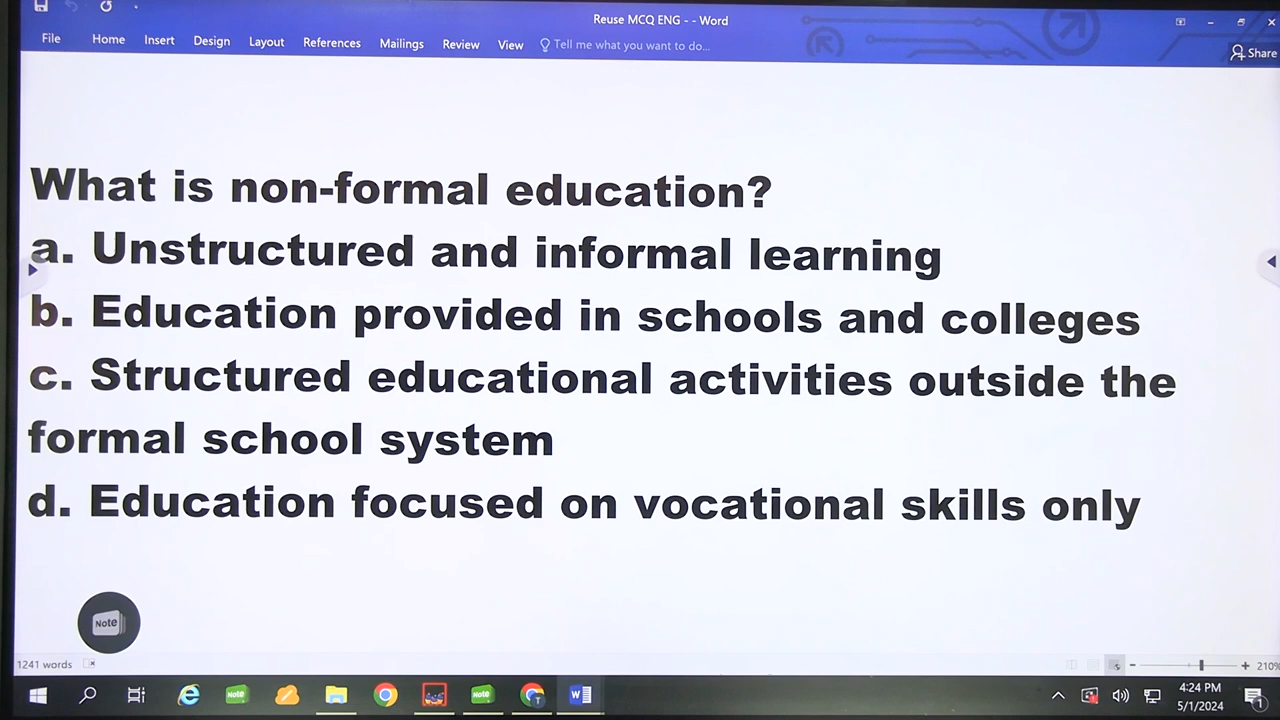 Reuse MCQ ENG - - Word
File Home Insert Design Layout References Mailings Review View Tell me what you want to do... Share
What is non-formal education?
a. Unstructured and informal learning
b. Education provided in schools and colleges
c. Structured educational activities outside the
formal school system
d. Education focused on vocational skills only
Note
1241 words 210%
Note Note T 4:24 PM
5/1/2024 1